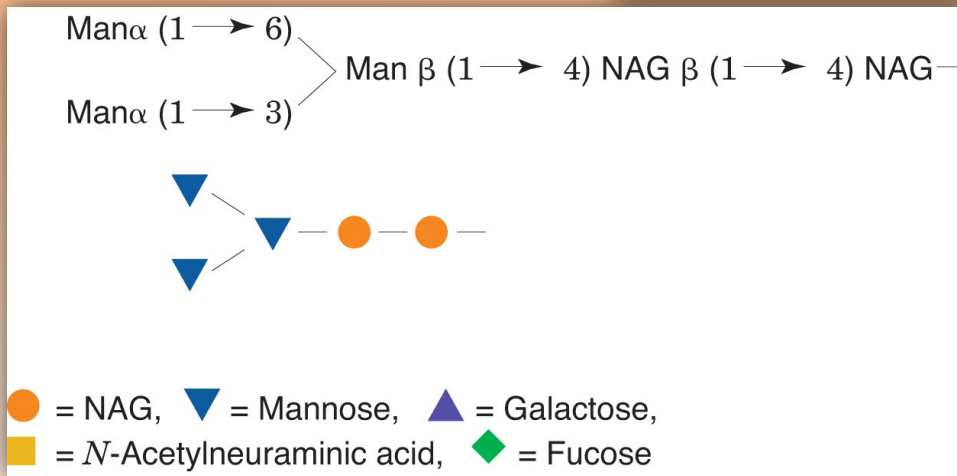 Manα (1 → 6)
Man β (1 → 4) NAG β (1 → 4) NAG—
Manα (1 → 3)
= NAG, = Mannose, = Galactose,
= N-Acetylneuraminic acid, = Fucose